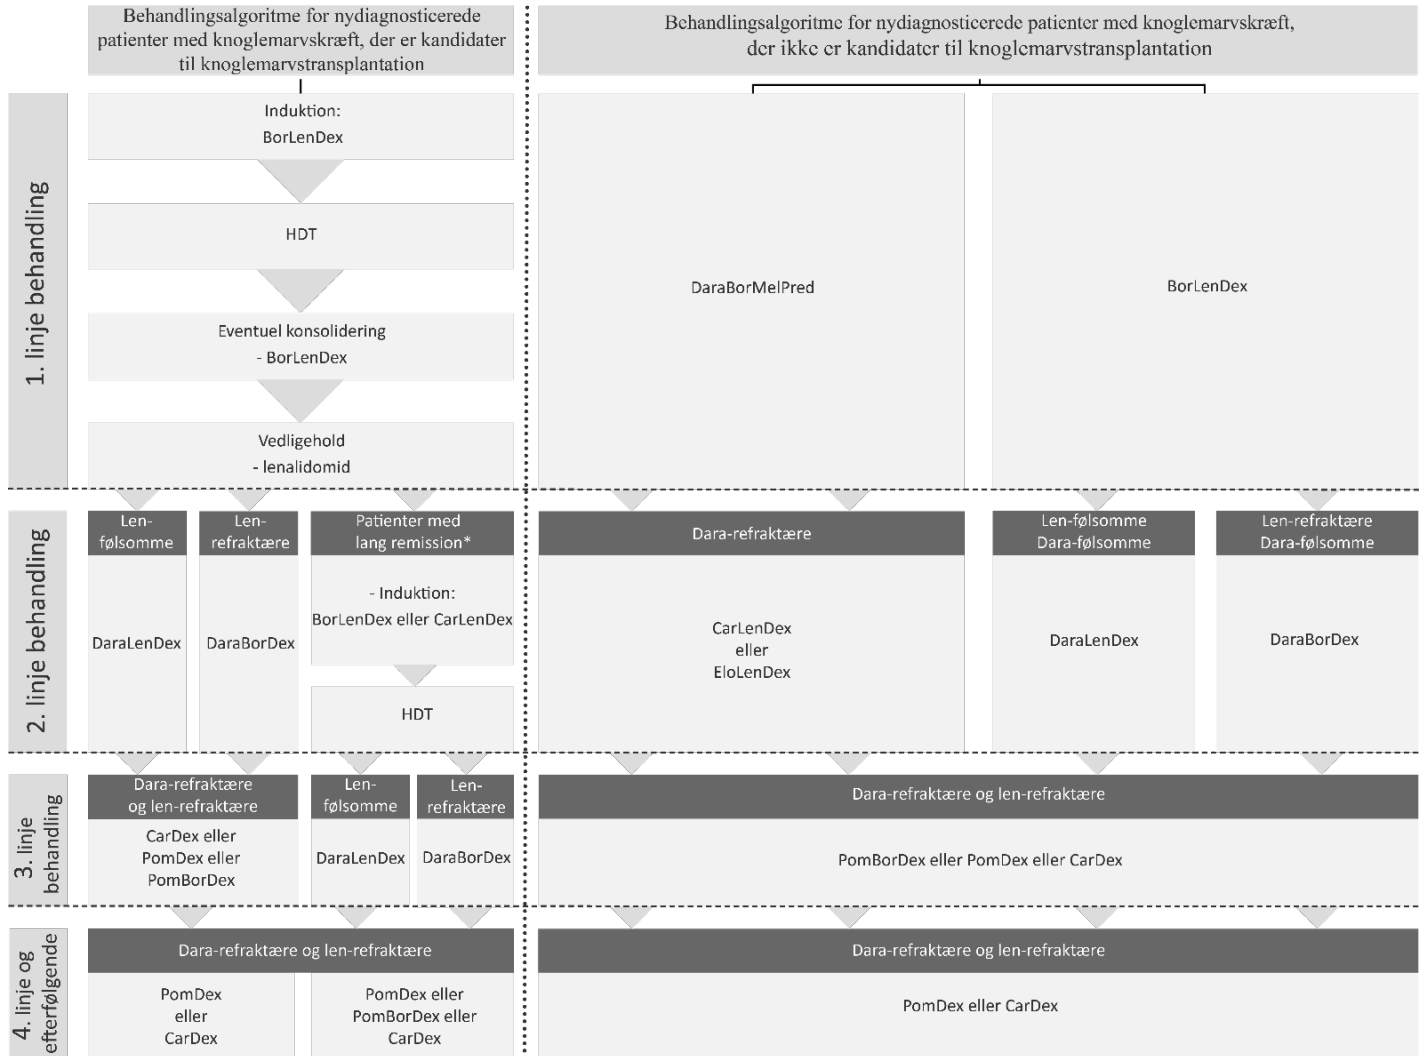 Behandlingsalgoritme for nydiagnosticerede
patienter med knoglemarvskræft, der er kandidater
til knoglemarvstransplantation
Behandlingsalgoritme for nydiagnosticerede patienter med knoglemarvskræft,
der ikke er kandidater til knoglemarvstransplantation
1. linje behandling
Induktion:
BorLenDex
HDT
Eventuel konsolidering
- BorLenDex
Vedligehold
- lenalidomid
DaraBorMelPred
BorLenDex
2. linje behandling
Len-
følsomme
DaraLenDex
Len-
refraktære
DaraBorDex
Patienter med
lang remission*
- Induktion:
BorLenDex eller CarLenDex
HDT
Dara-refraktære
CarLenDex
eller
EloLenDex
Len-følsomme
Dara-følsomme
DaraLenDex
Len-refraktære
Dara-følsomme
DaraBorDex
3. linje
behandling
Dara-refraktære
og len-refraktære
CarDex eller
PomDex eller
PomBorDex
Len-
følsomme
DaraLenDex
Len-
refraktære
DaraBorDex
Dara-refraktære og len-refraktære
PomBorDex eller PomDex eller CarDex
4. linje og
efterfølgende
Dara-refraktære og len-refraktære
PomDex
eller
CarDex
PomDex eller
PomBorDex eller
CarDex
Dara-refraktære og len-refraktære
PomDex eller CarDex